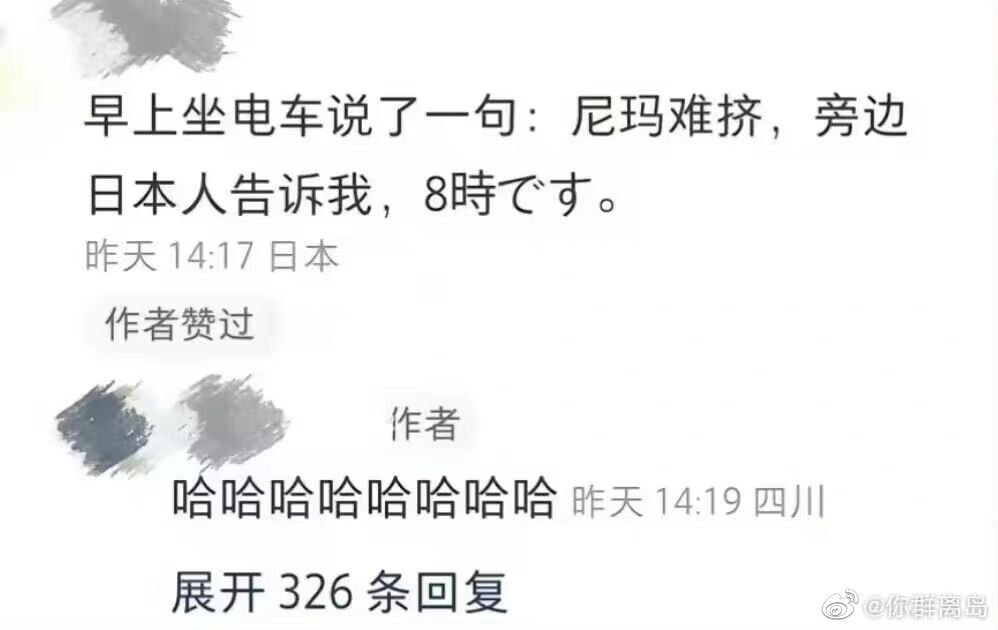 早上坐电车说了一句：尼玛难挤，旁边
日本人告诉我，8時です。
昨天 14:17 日本
作者赞过
作者
哈哈哈哈哈哈哈哈 昨天 14:19 四川
展开 326 条回复
@你群离岛